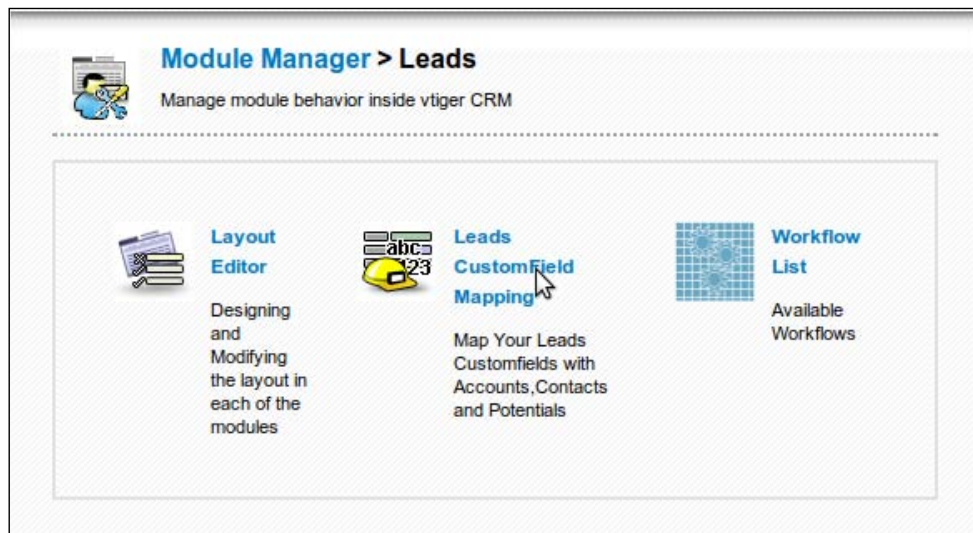 Module Manager > Leads
Manage module behavior inside vtiger CRM
Layout
Editor
Designing
and
Modifying
the layout in
each of the
modules
abc
23
Leads
CustomField
Mapping
Map Your Leads
Customfields with
Accounts,Contacts
and Potentials
Workflow
List
Available
Workflows